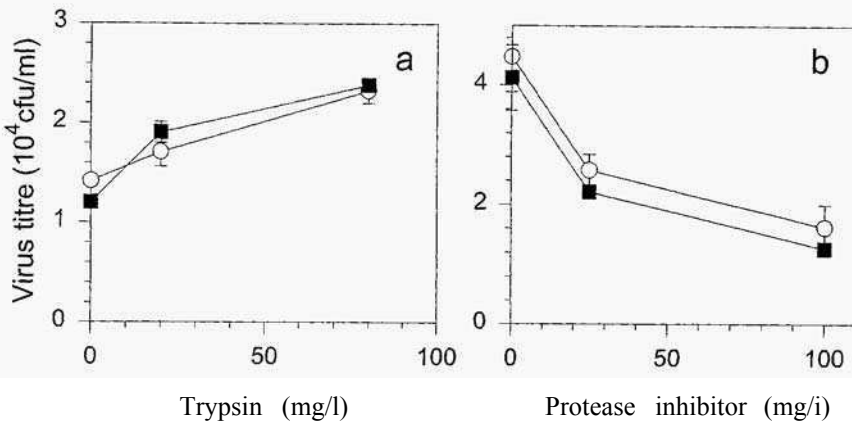 3
2
1
0
Virus titre (10⁴cfu/ml)
a
0 50 100
Trypsin (mg/l)
4
2
0
b
0 50 100
Protease inhibitor (mg/i)